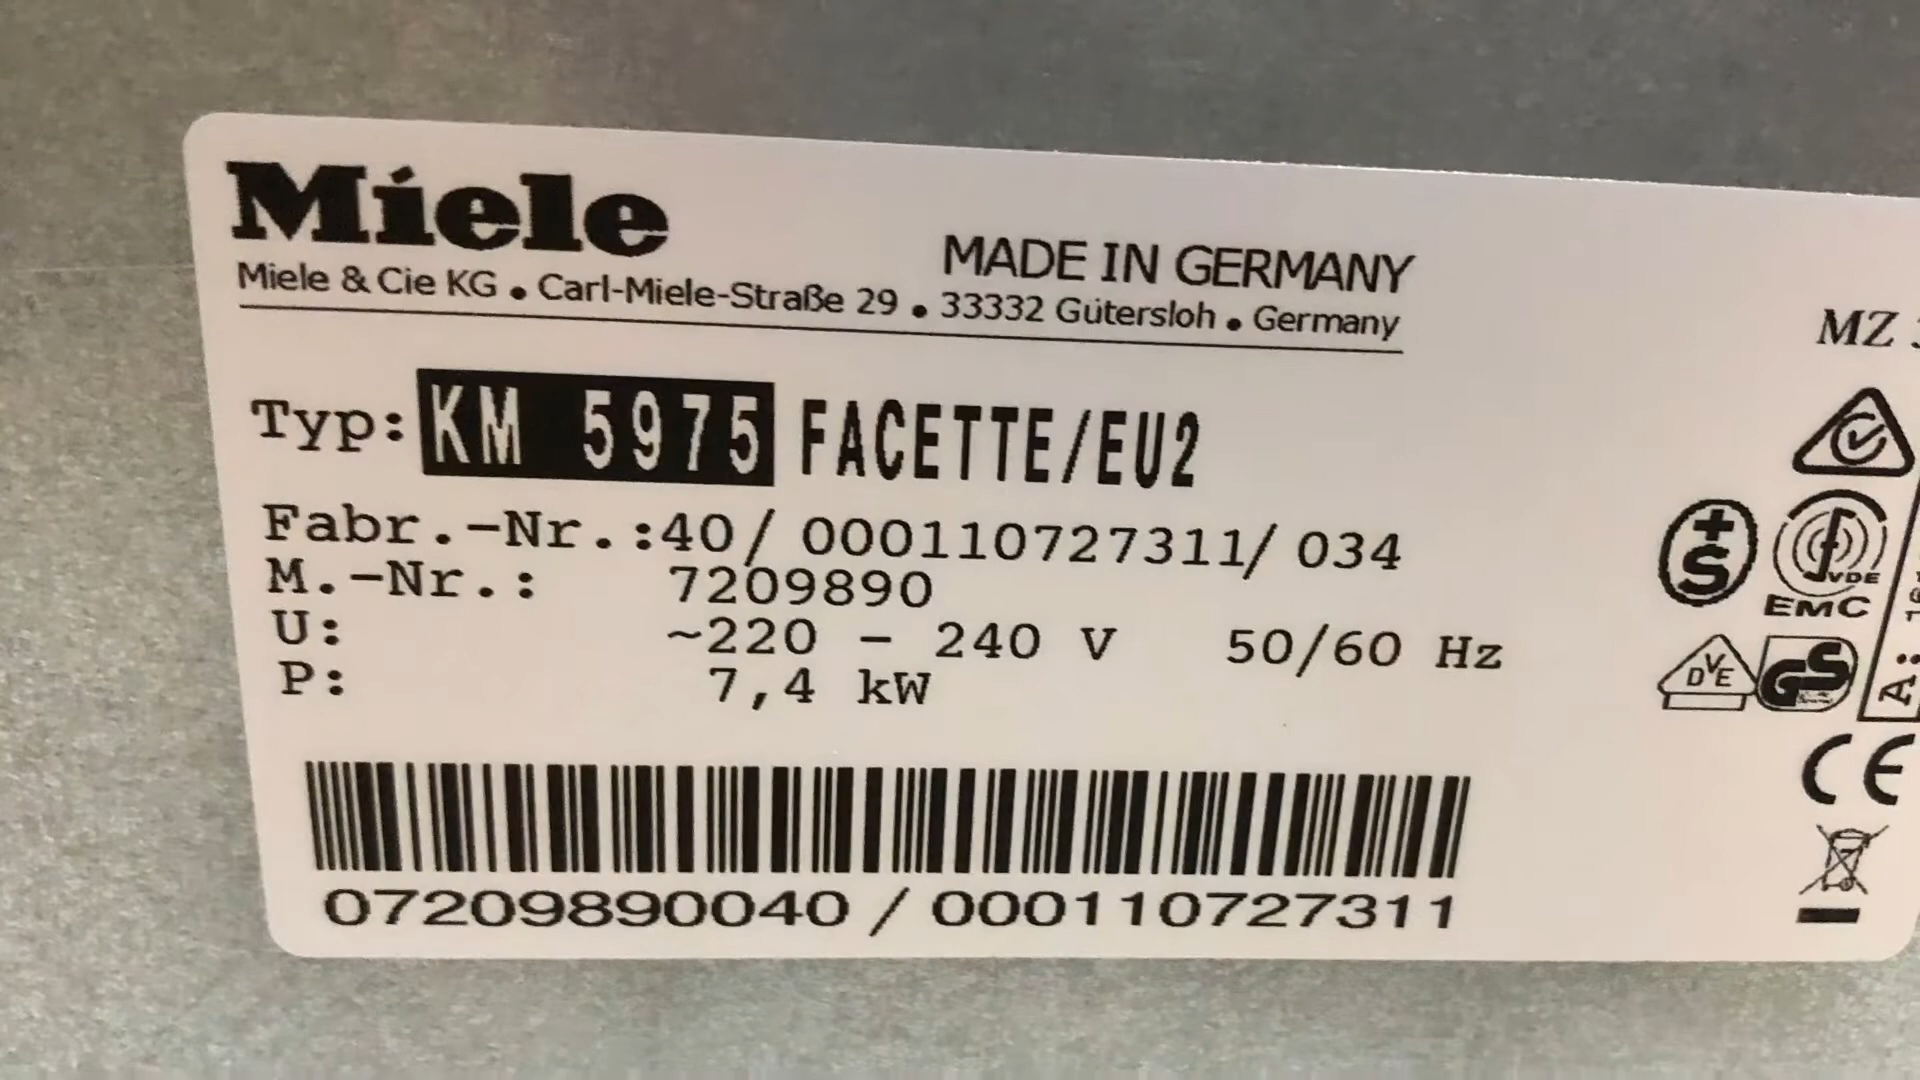 Miele
MADE IN GERMANY
Miele & Cie KG • Carl-Miele-Straße 29 • 33332 Gütersloh • Germany
MZ
Typ: KM 5975 FACETTE/EU2
Fabr.-Nr.:40/ 000110727311/ 034
M.-Nr.: 7209890
U: ~220 - 240 V 50/60 Hz
P: 7,4 kW
S
VDE
EMC
DVE
GS
A:
CE
07209890040 / 000110727311